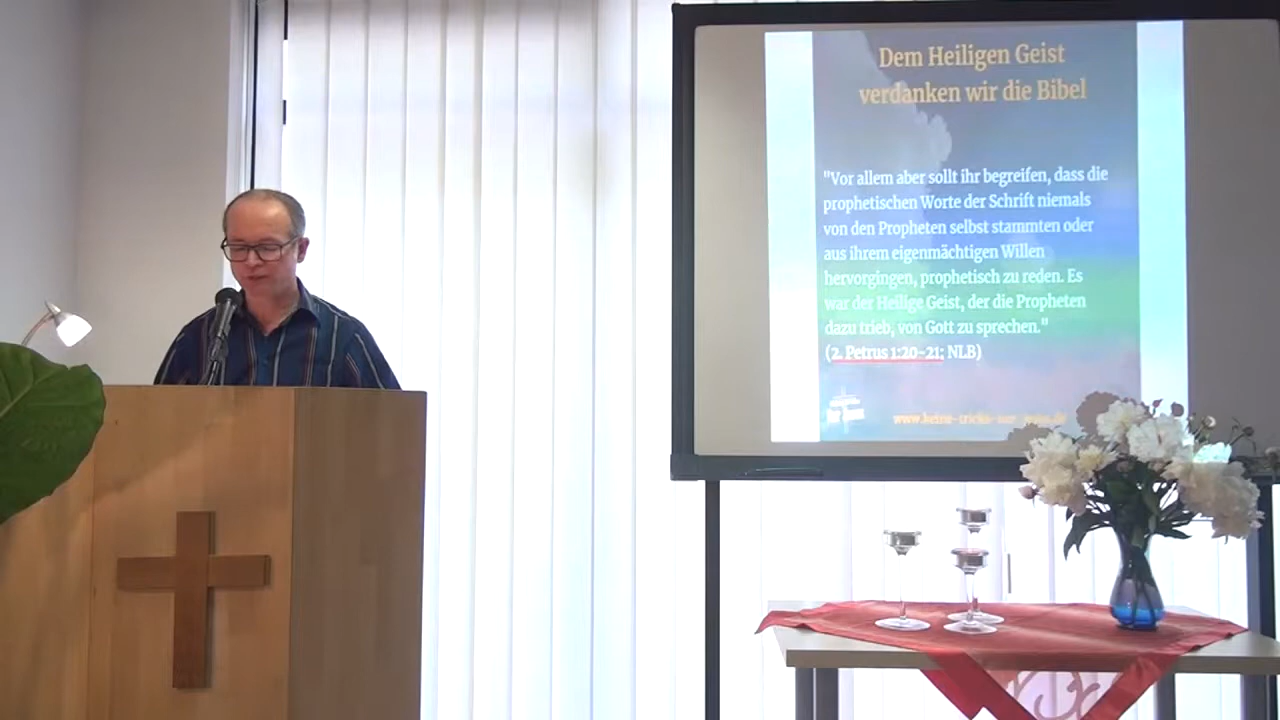 Dem Heiligen Geist
verdanken wir die Bibel
"Vor allem aber sollt ihr begreifen, dass die
prophetischen Worte der Schrift niemals
von den Propheten selbst stammten oder
aus ihrem eigenmächtigen Willen
hervorgingen, prophetisch zu reden. Es
war der Heilige Geist, der die Propheten
dazu trieb, von Gott zu sprechen."
(2. Petrus 1:20-21; NLB)